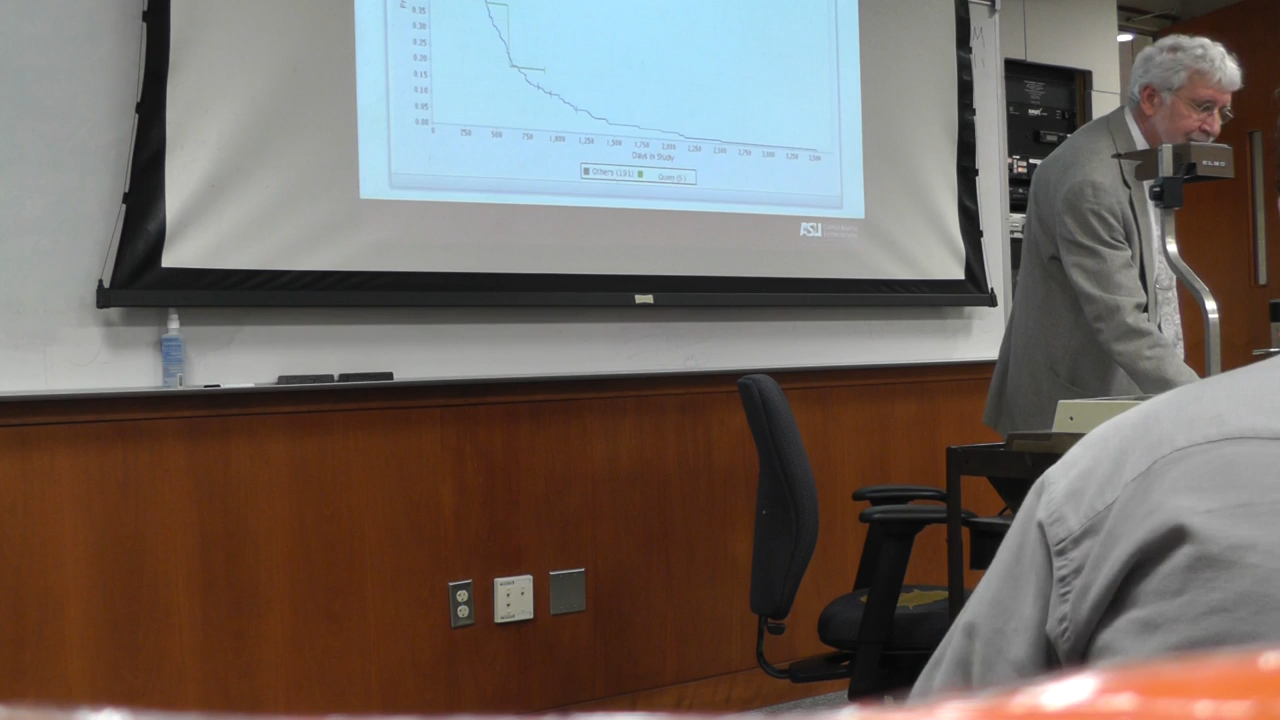 0.35
0.30
0.25
0.20
0.15
0.10
0.05
0.00
0 250 500 750 1,000 1,250 1,500 1,750 2,000 2,250 2,500 2,750 3,000 3,250 3,500
Days in Study
Others (191)
ASU
ELMO
M